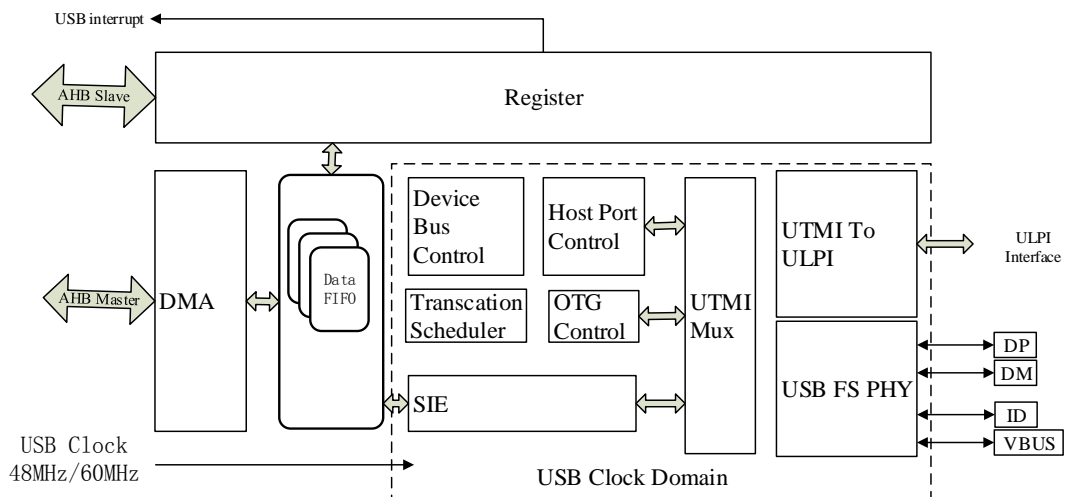 USB interrupt
AHB Slave
Register
Device
Bus
Control
Host Port
Control
UTMI To
ULPI
ULPI
Interface
Data
FIFO
AHB Master
DMA
Transcation
Scheduler
OTG
Control
UTMI
Mux
DP
USB FS PHY
DM
SIE
ID
VBUS
USB Clock
48MHz/60MHz
USB Clock Domain